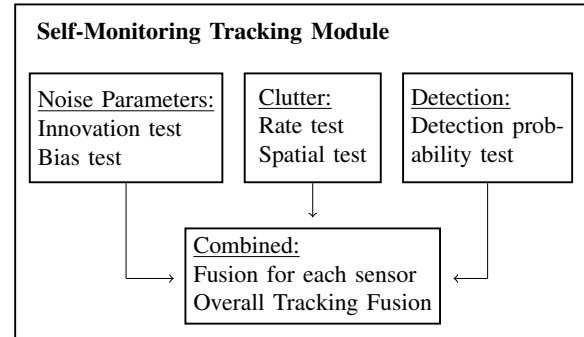 Self-Monitoring Tracking Module
Noise Parameters:
Innovation test
Bias test
Clutter:
Rate test
Spatial test
Detection:
Detection prob-
ability test
Combined:
Fusion for each sensor
Overall Tracking Fusion